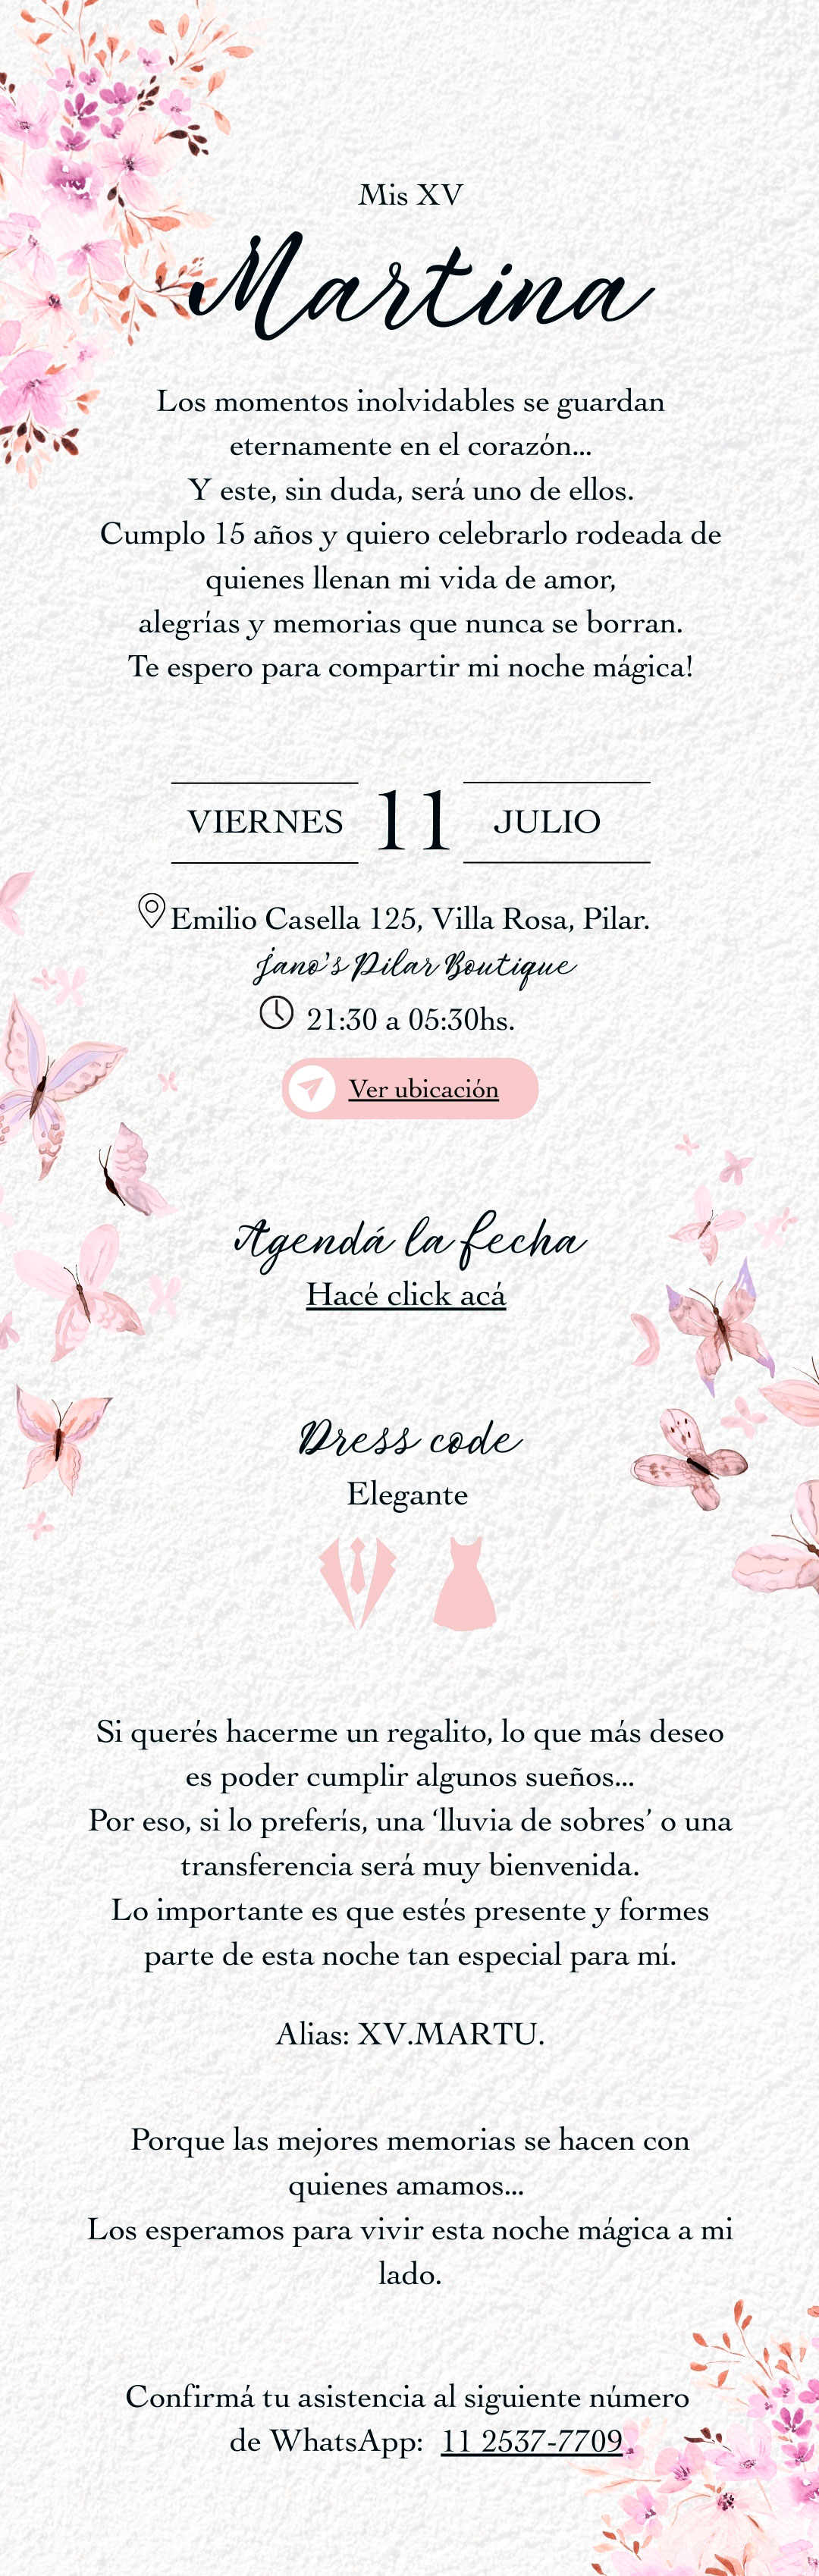 Mis XV
Martina
Los momentos inolvidables se guardan
eternamente en el corazón...
Y este, sin duda, será uno de ellos.
Cumplo 15 años y quiero celebrarlo rodeada de
quienes llenan mi vida de amor,
alegrías y memorias que nunca se borran.
Te espero para compartir mi noche mágica!
VIERNES 11 JULIO
Emilio Casella 125, Villa Rosa, Pilar.
Jano's Pilar Boutique
21:30 a 05:30hs.
Ver ubicación
Agendá la fecha
Hacé click acá
Dress code
Elegante
Si querés hacerme un regalito, lo que más deseo
es poder cumplir algunos sueños...
Por eso, si lo preferís, una ‘lluvia de sobres’ o una
transferencia será muy bienvenida.
Lo importante es que estés presente y formes
parte de esta noche tan especial para mí.
Alias: XV.MARTU.
Porque las mejores memorias se hacen con
quienes amamos...
Los esperamos para vivir esta noche mágica a mi
lado.
Confirmá tu asistencia al siguiente número
de WhatsApp: 11 2537-7709